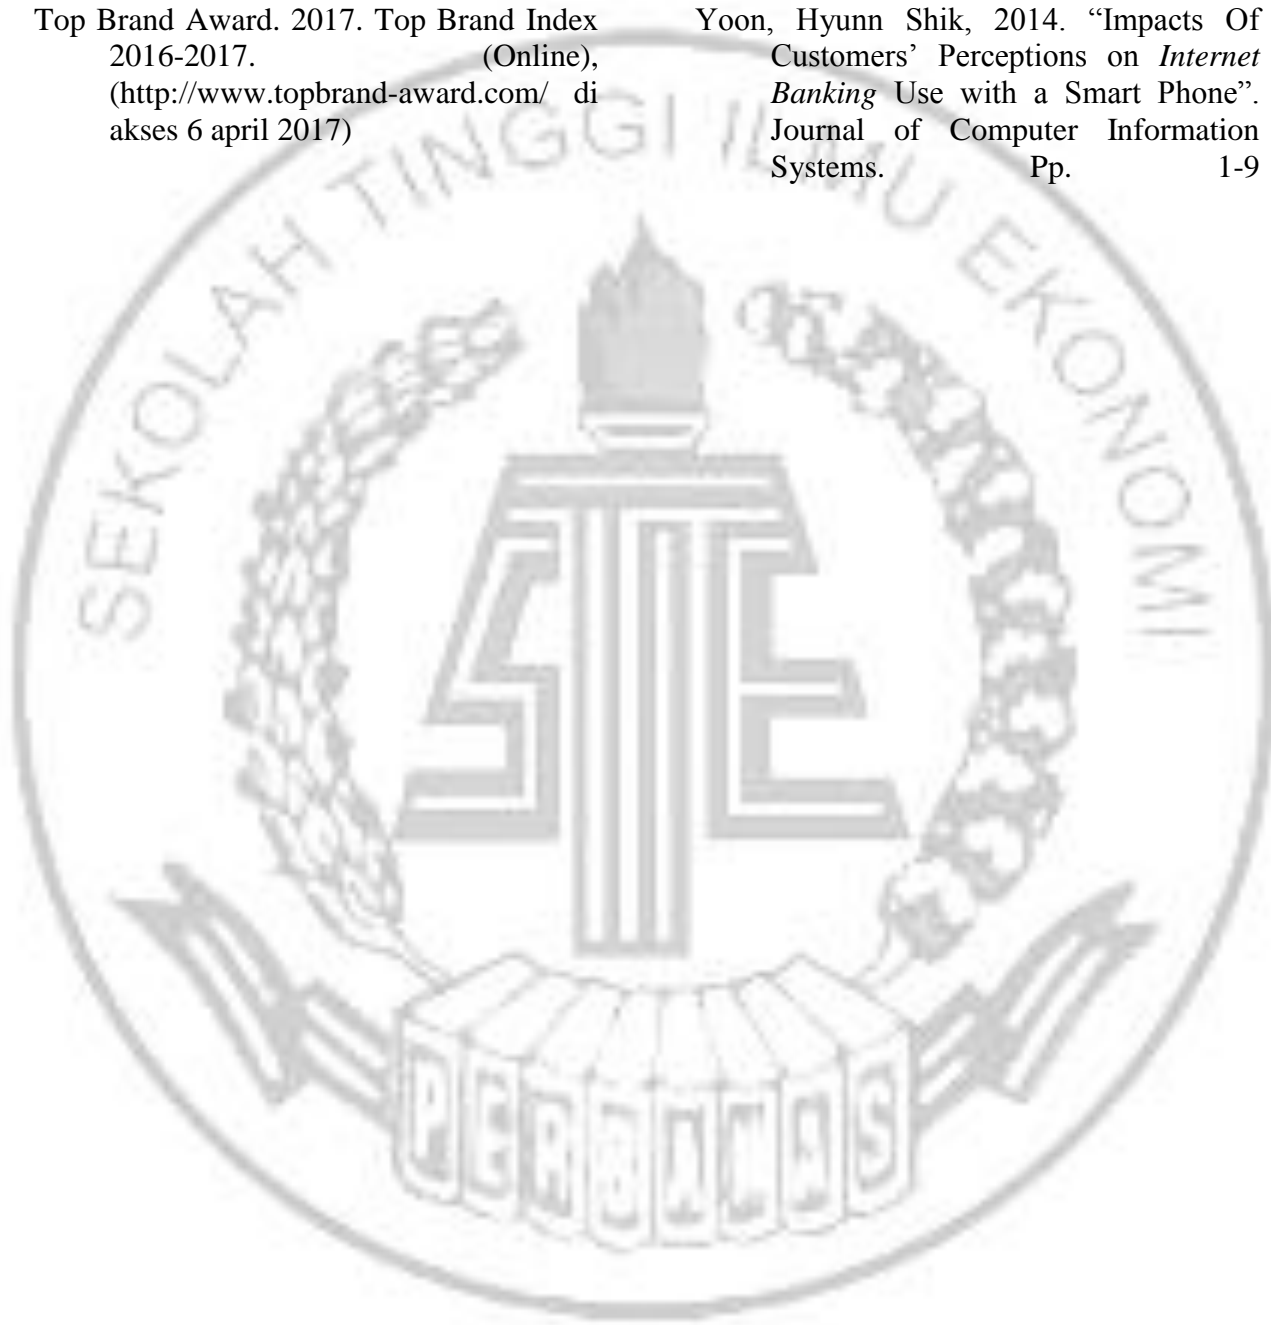 Top Brand Award. 2017. Top Brand Index
2016-2017. (Online),
(http://www.topbrand-award.com/ di
akses 6 april 2017)
Yoon, Hyunn Shik, 2014. “Impacts Of
Customers’ Perceptions on Internet
Banking Use with a Smart Phone”.
Journal of Computer Information
Systems. Pp. 1-9
SEKOLAH TINGGI ILMU EKONOMI
STIE
PERBANAS